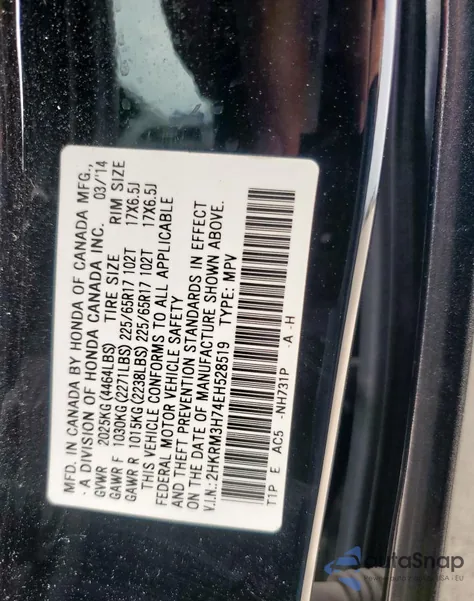 MFD. IN CANADA BY HONDA OF CANADA MFG.,
- A DIVISION OF HONDA CANADA INC. 03/'14
GVWR 2025KG(4464LBS) TIRE SIZE RIM SIZE
GAWR F 1030KG(2271LBS) 225/65R17 102T 17X6.5J
GAWR R 1015KG(2238LBS) 225/65R17 102T 17X6.5J
THIS VEHICLE CONFORMS TO ALL APPLICABLE
FEDERAL MOTOR VEHICLE SAFETY
AND THEFT PREVENTION STANDARDS IN EFFECT
ON THE DATE OF MANUFACTURE SHOWN ABOVE.
V.I.N.: 2HKRM3H74EH528519 TYPE: MPV
T1P E AC5 -NH731P -A -H
autoSnap